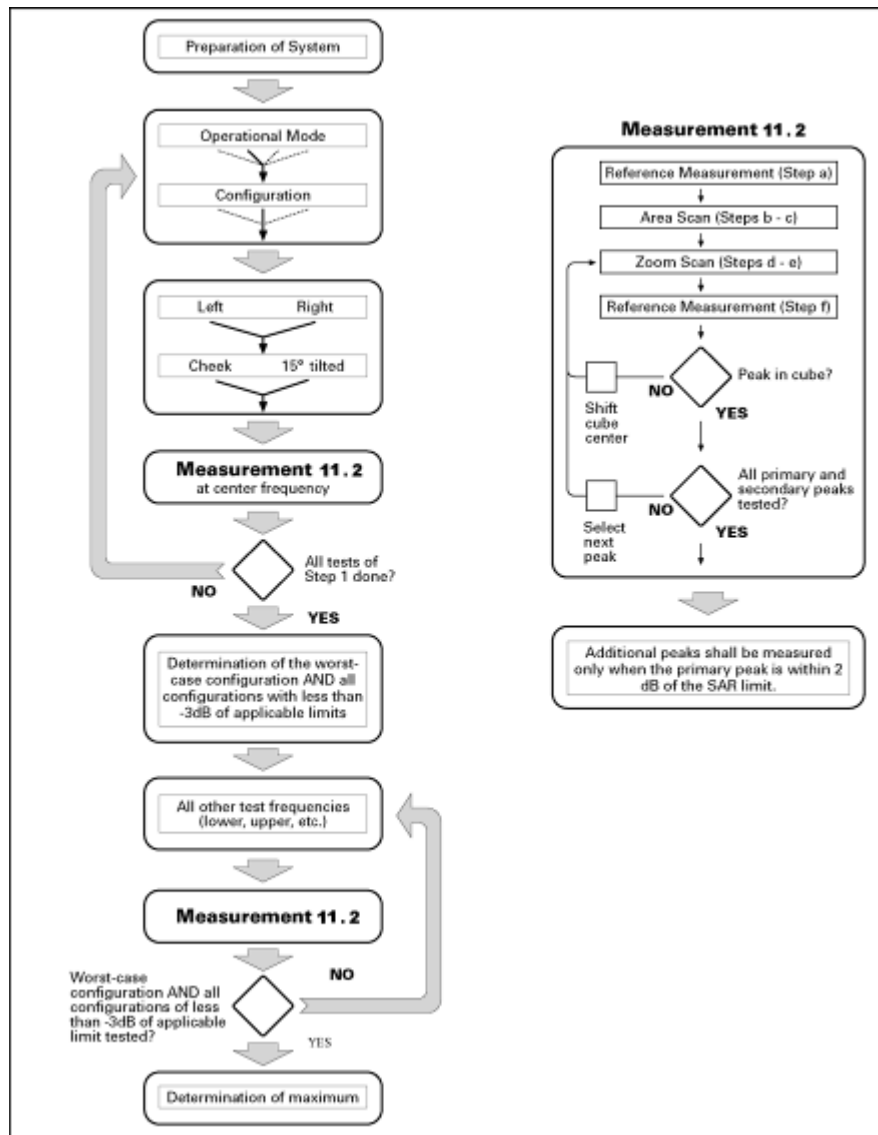 Preparation of System
Operational Mode
Configuration
Left Right
Cheek 15º tilted
Measurement 11.2
at center frequency
All tests of
Step 1 done?
NO
YES
Determination of the worst-
case configuration AND all
configurations with less than
-3dB of applicable limits
All other test frequencies
(lower, upper, etc.)
Measurement 11.2
NO
Worst-case
configuration AND all
configurations of less
than -3dB of applicable
limit tested?
YES
Determination of maximum
Measurement 11.2
Reference Measurement (Step a)
Area Scan (Steps b - c)
Zoom Scan (Steps d - e)
Reference Measurement (Step f)
Peak in cube?
NO
Shift
cube
center
YES
All primary and
secondary peaks
tested?
NO
Select
next
peak
YES
Additional peaks shall be measured
only when the primary peak is within 2
dB of the SAR limit.